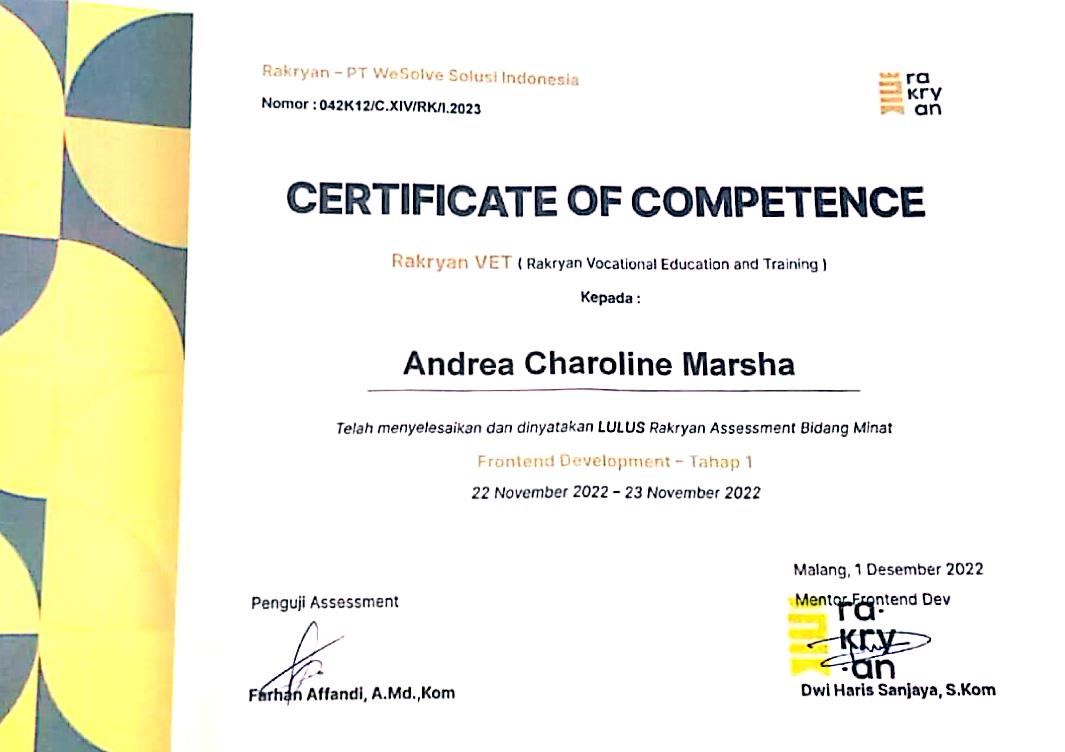 Rakryan – PT WeSolve Solusi Indonesia
Nomor : 042K12/C.XIV/RK/I.2023
ra
kry
an
CERTIFICATE OF COMPETENCE
Rakryan VET ( Rakryan Vocational Education and Training )
Kepada :
Andrea Charoline Marsha
Telah menyelesaikan dan dinyatakan LULUS Rakryan Assessment Bidang Minat
Frontend Development – Tahap 1
22 November 2022 – 23 November 2022
Malang, 1 Desember 2022
Penguji Assessment
Mentor Frontend Dev
ra
kry
an
Farhan Affandi, A.Md.,Kom
Dwi Haris Sanjaya, S.Kom